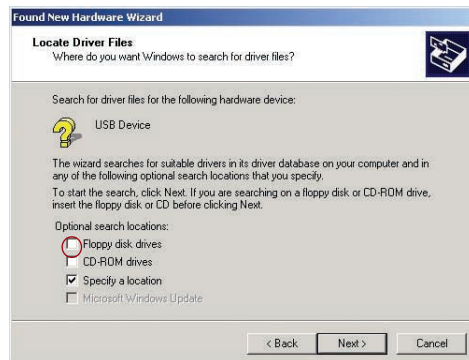 Found New Hardware Wizard
Locate Driver Files
Where do you want Windows to search for driver files?
Search for driver files for the following hardware device:
USB Device
The wizard searches for suitable drivers in its driver database on your computer and in
any of the following optional search locations that you specify.
To start the search, click Next. If you are searching on a floppy disk or CD-ROM drive,
insert the floppy disk or CD before clicking Next.
Optional search locations:
Floppy disk drives
CD-ROM drives
Specify a location
Microsoft Windows Update
< Back
Next >
Cancel